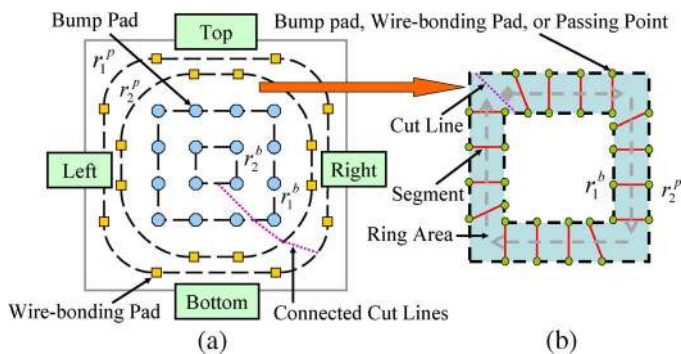 Bump Pad
Top
Bump pad, Wire-bonding Pad, or Passing Point
r₁ᵖ
r₂ᵖ
Cut Line
Left
r₂ᵇ
Right
Segment
r₁ᵇ
r₁ᵇ
r₂ᵖ
Ring Area
Wire-bonding Pad
Bottom
Connected Cut Lines
(a)
(b)